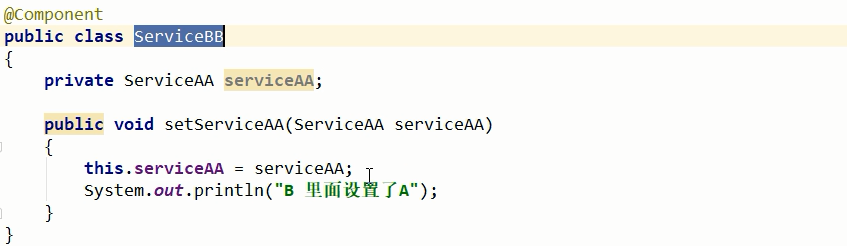 @Component
public class ServiceBB
{
    private ServiceAA serviceAA;
    public void setServiceAA(ServiceAA serviceAA)
    {
        this.serviceAA = serviceAA;
        System.out.println("B 里面设置了A");
    }
}